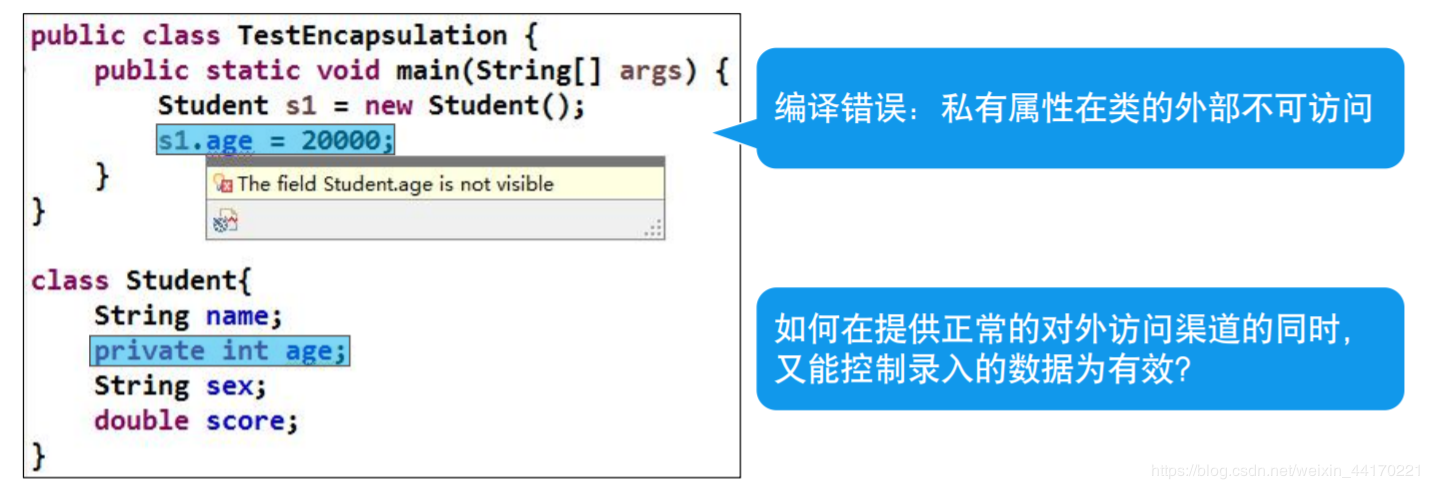 public class TestEncapsulation {
public static void main(String[] args) {
Student s1 = new Student();
s1.age = 20000;
The field Student.age is not visible
}
}
class Student{
String name;
private int age;
String sex;
double score;
}
编译错误：私有属性在类的外部不可访问
如何在提供正常的对外访问渠道的同时，
又能控制录入的数据为有效？
https://blog.csdn.net/weixin_44170221